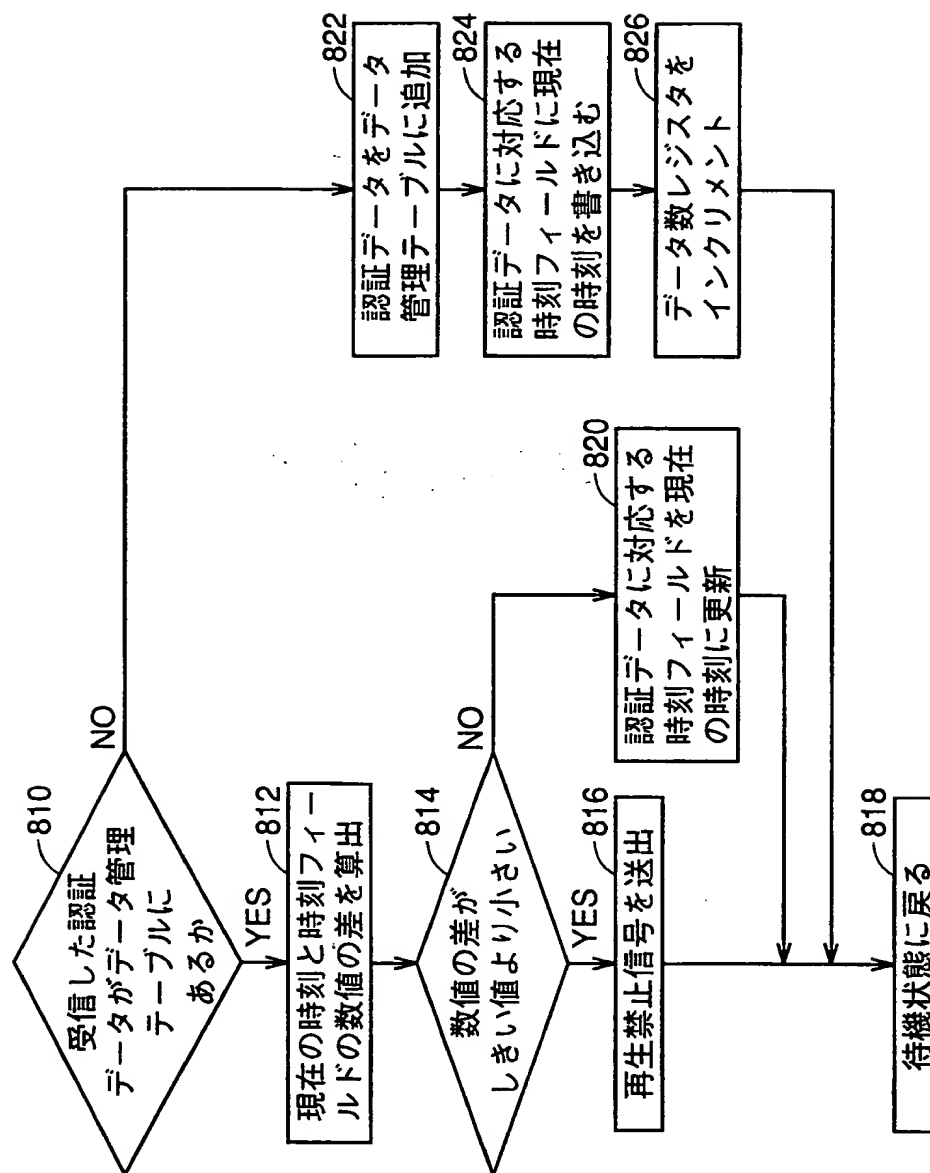 810
受信した認証
データがデータ管理
テーブルに
あるか
NO
YES
812
現在の時刻と時刻フィー
ルドの数値の差を算出
814
数値の差が
しきい値より小さい
NO
YES
816
再生禁止信号を送出
818
待機状態に戻る
820
認証データに対応する
時刻フィールドを現在
の時刻に更新
822
認証データをデータ
管理テーブルに追加
824
認証データに対応する
時刻フィールドに現在
の時刻を書き込む
826
データ数レジスタを
インクリメント